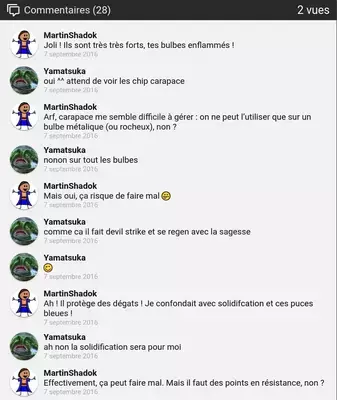 Commentaires (28)
2 vues
MartinShadok
Joli ! Ils sont très très forts, tes bulbes enflammés !
7 septembre 2016
Yamatsuka
oui ^^ attend de voir les chip carapace
7 septembre 2016
MartinShadok
Arf, carapace me semble difficile à gérer : on ne peut l'utiliser que sur un
bulbe métalique (ou rocheux), non ?
7 septembre 2016
Yamatsuka
nonon sur tout les bulbes
7 septembre 2016
MartinShadok
Mais oui, ça risque de faire mal
7 septembre 2016
Yamatsuka
comme ca il fait devil strike et se regen avec la sagesse
7 septembre 2016
Yamatsuka
7 septembre 2016
MartinShadok
Ah ! Il protège des dégats ! Je confondait avec solidifcation et ces puces
bleues !
7 septembre 2016
Yamatsuka
ah non la solidification sera pour moi
7 septembre 2016
MartinShadok
Effectivement, ça peut faire mal. Mais il faut des points en résistance, non ?
7 septembre 2016